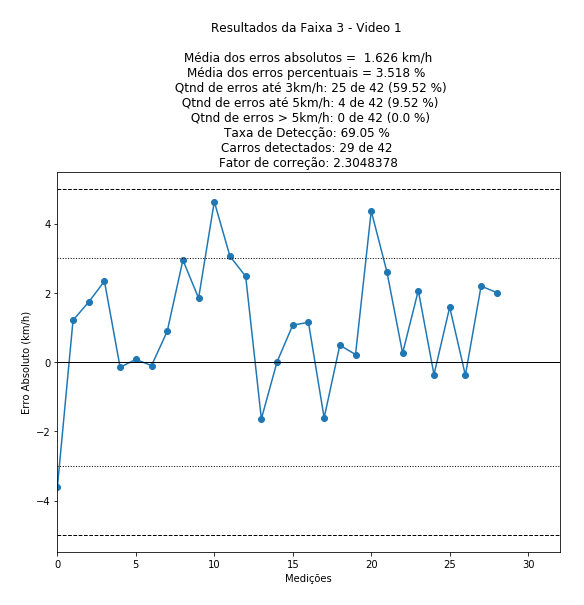 Resultados da Faixa 3 - Video 1
Média dos erros absolutos =  1.626 km/h
Média dos erros percentuais = 3.518 %
Qtnd de erros até 3km/h: 25 de 42 (59.52 %)
Qtnd de erros até 5km/h: 4 de 42 (9.52 %)
Qtnd de erros > 5km/h: 0 de 42 (0.0 %)
Taxa de Detecção: 69.05 %
Carros detectados: 29 de 42
Fator de correção: 2.3048378
4
2
0
−2
−4
Erro Absoluto (km/h)
0 5 10 15 20 25 30
Medições